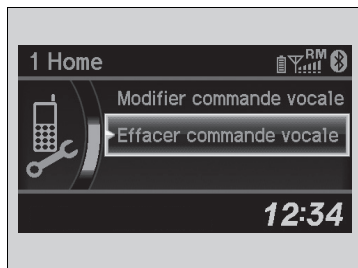 1 Home
RM
Modifier commande vocale
Effacer commande vocale
12:34